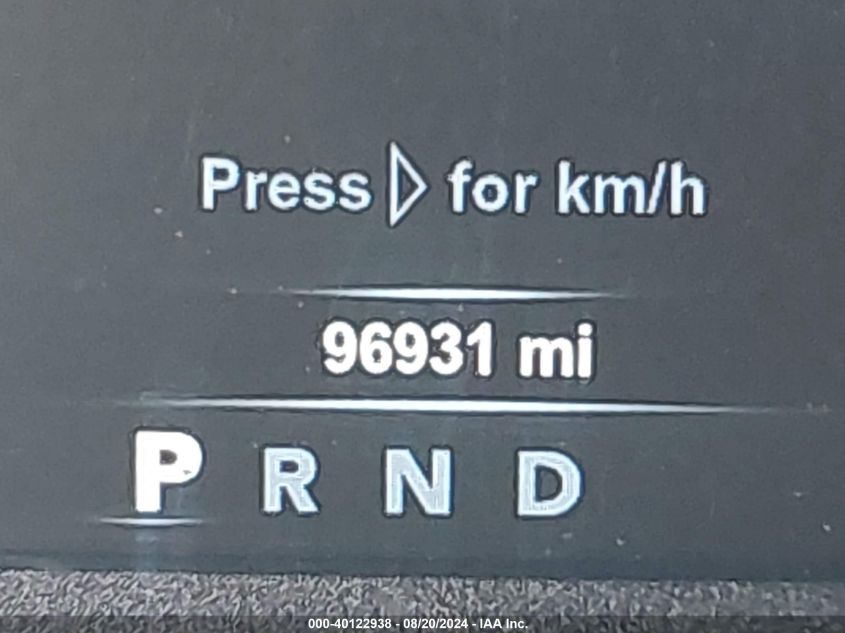 Press ▷ for km/h
96931 mi
P R N D
000-40122938 - 08/20/2024 - IAA Inc.